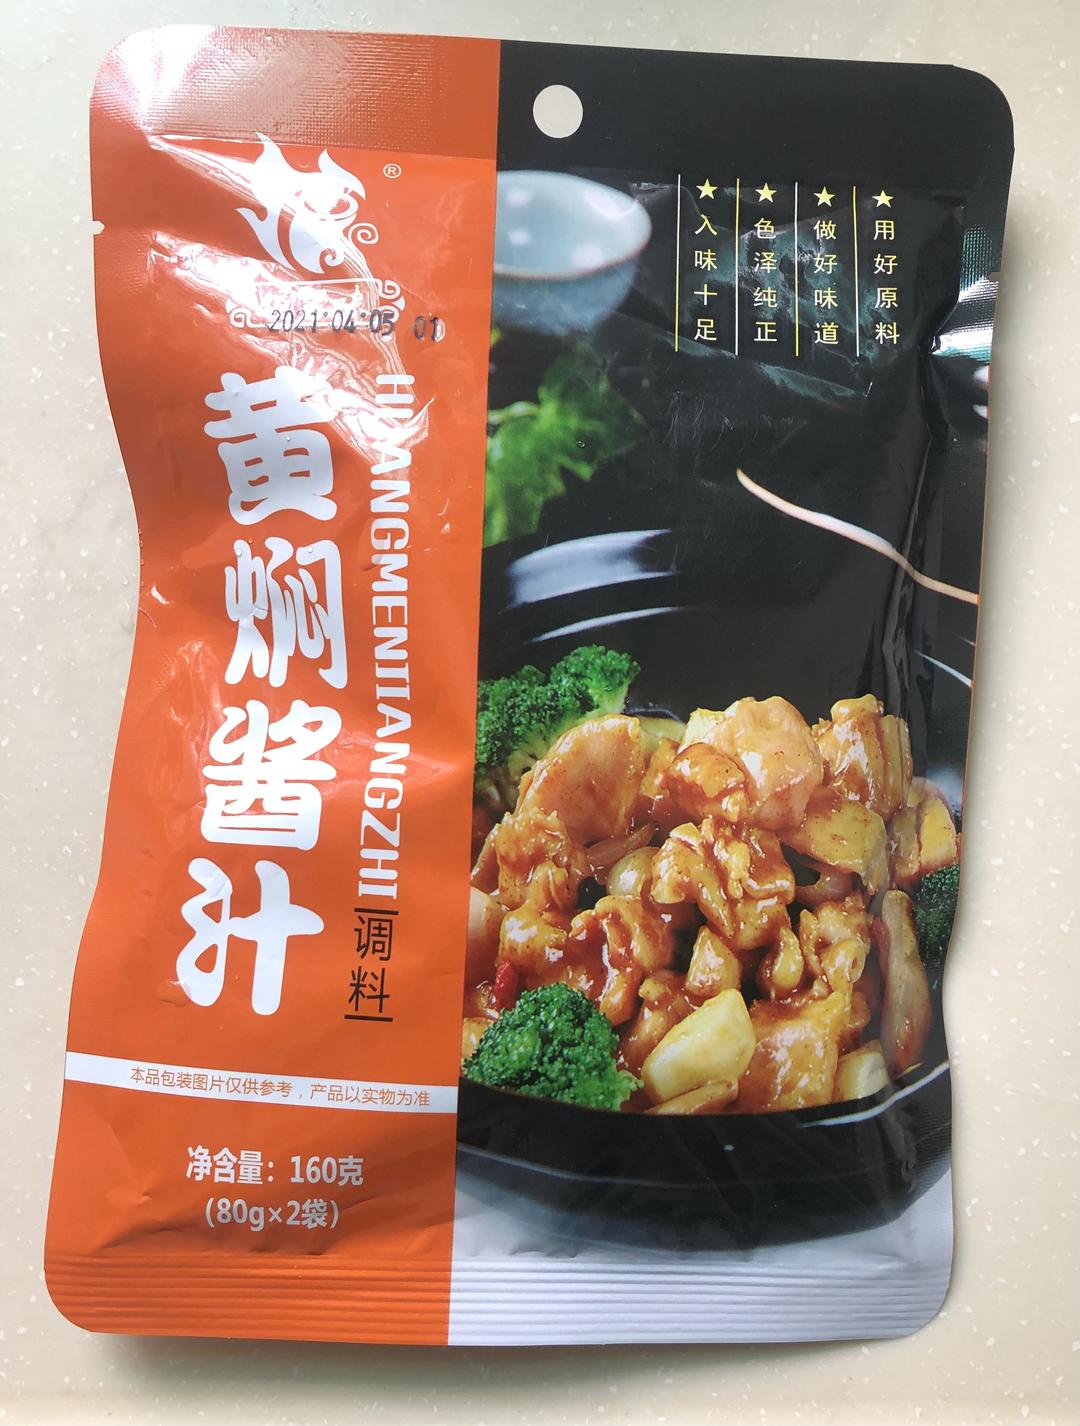 ®
2021·04·05 01
黄焖酱汁
HUANGMENJIANGZHI
调料
本品包装图片仅供参考，产品以实物为准
净含量：160克
(80g×2袋)
★用好原料
★做好味道
★色泽纯正
★入味十足